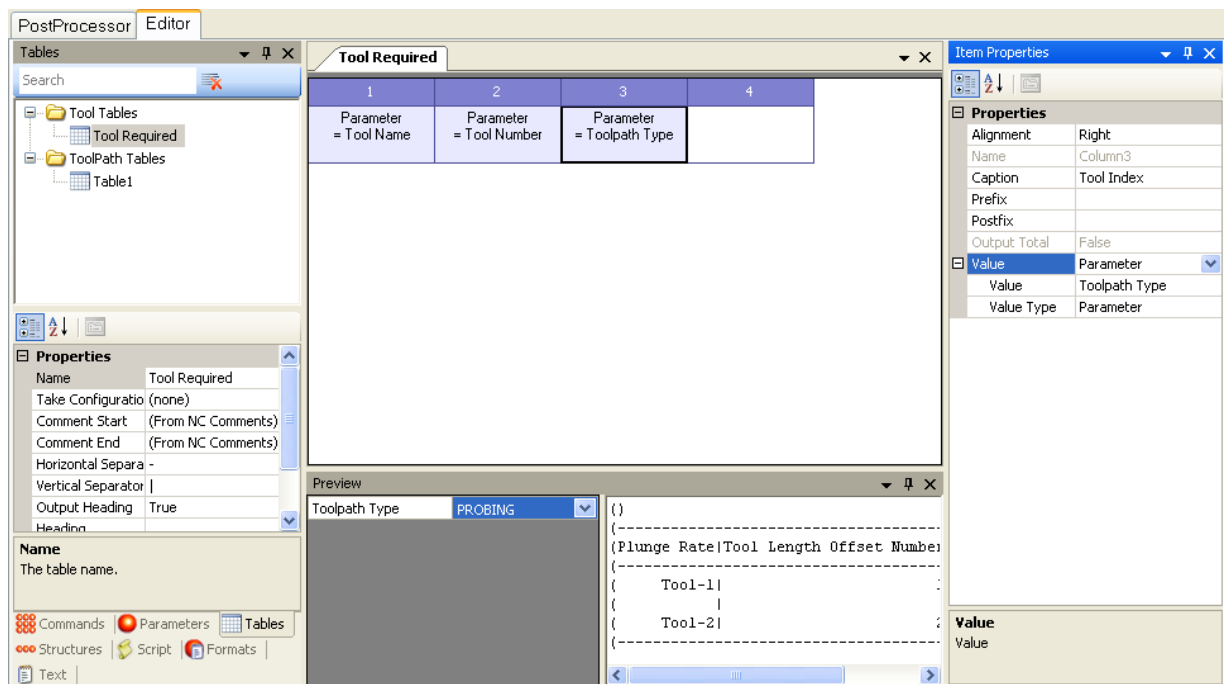 PostProcessor Editor
Tables
Search
Tool Tables
Tool Required
ToolPath Tables
Table1
Properties
Name Tool Required
Take Configuratio (none)
Comment Start (From NC Comments)
Comment End (From NC Comments)
Horizontal Separa -
Vertical Separator |
Output Heading True
Heading
Name
The table name.
Commands Parameters Tables
Structures Script Formats
Text
Tool Required
1 2 3 4
Parameter Parameter Parameter
= Tool Name = Tool Number = Toolpath Type
Preview
Toolpath Type PROBING
()
(------------------------------------
(Plunge Rate|Tool Length Offset Number
(------------------------------------
( Tool-1|
( |
( Tool-2| 2
(------------------------------------
Item Properties
Properties
Alignment Right
Name Column3
Caption Tool Index
Prefix
Postfix
Output Total False
Value Parameter
Value Toolpath Type
Value Type Parameter
Value
Value